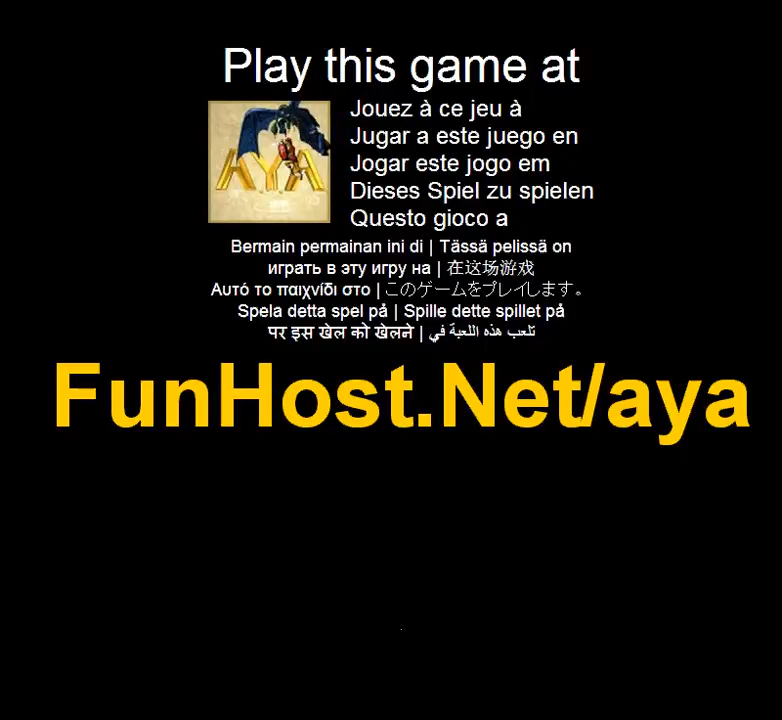 Play this game at
AYA
Jouez à ce jeu à
Jugar a este juego en
Jogar este jogo em
Dieses Spiel zu spielen
Questo gioco a
Bermain permainan ini di | Tässä pelissä on
играть в эту игру на | 在这场游戏
Αυτό το παιχνίδι στο | このゲームをプレイします。
Spela detta spel på | Spille dette spillet på
पर इस खेल को खेलने | تلعب هذه اللعبة في
FunHost.Net/aya